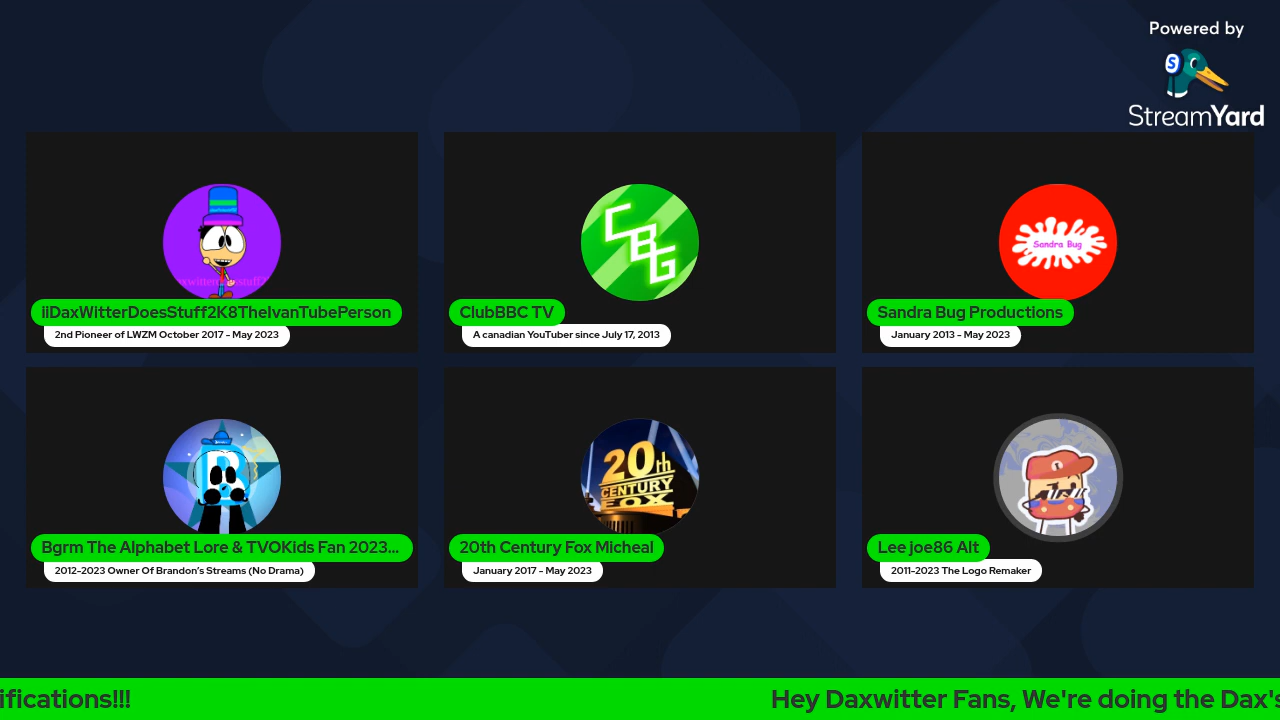 Powered by
StreamYard
CBG
Sandra Bug
iiDaxWitterDoesStuff2K8TheIvanTubePerson
2nd Pioneer of LWZM October 2017 - May 2023
ClubBBC TV
A canadian YouTuber since July 17, 2013
Sandra Bug Productions
January 2013 - May 2023
20th
CENTURY
FOX
Bgrm The Alphabet Lore & TVOKids Fan 2023...
2012-2023 Owner Of Brandon's Streams (No Drama)
20th Century Fox Micheal
January 2017 - May 2023
Lee joe86 Alt
2011-2023 The Logo Remaker
ifications!!!
Hey Daxwitter Fans, We're doing the Dax's